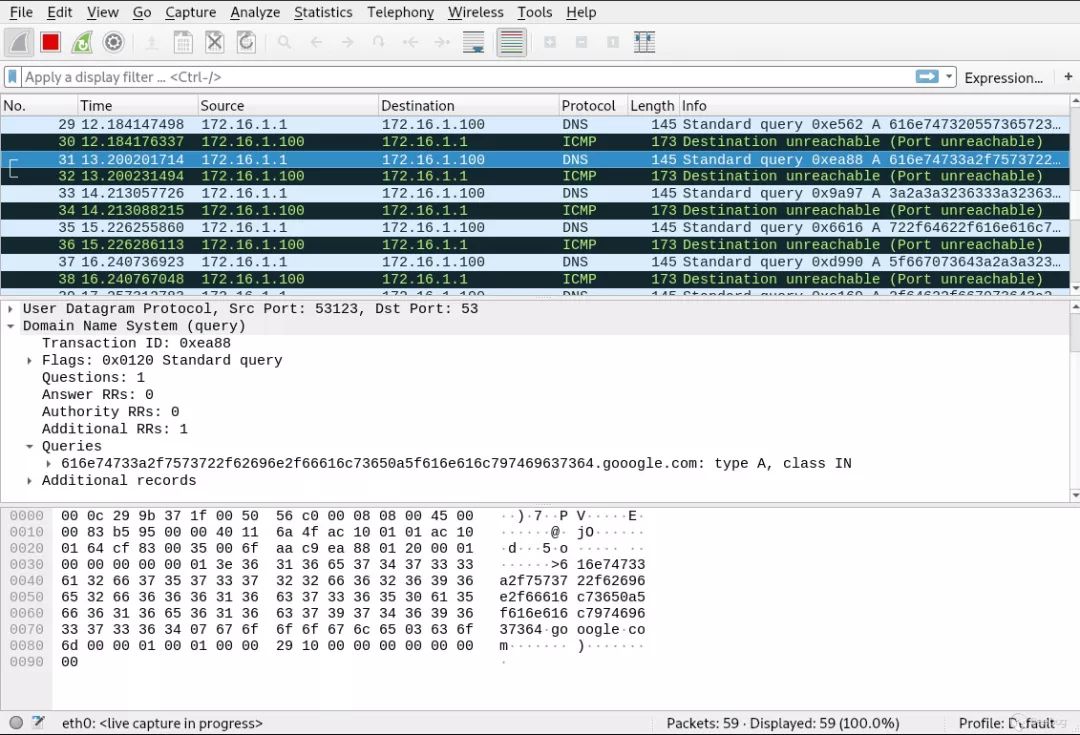 File Edit View Go Capture Analyze Statistics Telephony Wireless Tools Help
Apply a display filter … <Ctrl-/> Expression… +
No. Time Source Destination Protocol Length Info
29 12.184147498 172.16.1.1 172.16.1.100 DNS 145 Standard query 0xe562 A 616e747320557365723…
30 12.184176337 172.16.1.100 172.16.1.1 ICMP 173 Destination unreachable (Port unreachable)
31 13.200201714 172.16.1.1 172.16.1.100 DNS 145 Standard query 0xea88 A 616e74733a2f7573722…
32 13.200231494 172.16.1.100 172.16.1.1 ICMP 173 Destination unreachable (Port unreachable)
33 14.213057726 172.16.1.1 172.16.1.100 DNS 145 Standard query 0x9a97 A 3a2a3a3236333a32363…
34 14.213088215 172.16.1.100 172.16.1.1 ICMP 173 Destination unreachable (Port unreachable)
35 15.226255860 172.16.1.1 172.16.1.100 DNS 145 Standard query 0x6616 A 722f64622f616e616c7…
36 15.226286113 172.16.1.100 172.16.1.1 ICMP 173 Destination unreachable (Port unreachable)
37 16.240736923 172.16.1.1 172.16.1.100 DNS 145 Standard query 0xd990 A 5f667073643a2a3a323…
38 16.240767048 172.16.1.100 172.16.1.1 ICMP 173 Destination unreachable (Port unreachable)
User Datagram Protocol, Src Port: 53123, Dst Port: 53
Domain Name System (query)
Transaction ID: 0xea88
Flags: 0x0120 Standard query
Questions: 1
Answer RRs: 0
Authority RRs: 0
Additional RRs: 1
Queries
616e74733a2f7573722f62696e2f66616c73650a5f616e616c797469637364.gooogle.com: type A, class IN
Additional records
0000 00 0c 29 9b 37 1f 00 50 56 c0 00 08 08 00 45 00 ··)·7··P V·····E·
0010 00 83 b5 95 00 00 40 11 6a 4f ac 10 01 01 ac 10 ······@· jO······
0020 01 64 cf 83 00 35 00 6f aa c9 ea 88 01 20 00 01 ·d···5·o ····· ··
0030 00 00 00 00 00 01 3e 36 31 36 65 37 34 37 33 33 ······>6 16e74733
0040 61 32 66 37 35 37 33 37 32 32 66 36 32 36 39 36 a2f75737 22f62696
0050 65 32 66 36 36 36 31 36 63 37 33 36 35 30 61 35 e2f66616 c73650a5
0060 66 36 31 36 65 36 31 36 63 37 39 37 34 36 39 36 f616e616 c7974696
0070 33 37 33 36 34 07 67 6f 6f 6f 67 6c 65 03 63 6f 37364·go oogle·co
0080 6d 00 00 01 00 01 00 00 29 10 00 00 00 00 00 00 m······· )·······
0090 00 ·
eth0: <live capture in progress> Packets: 59 · Displayed: 59 (100.0%) Profile: Default